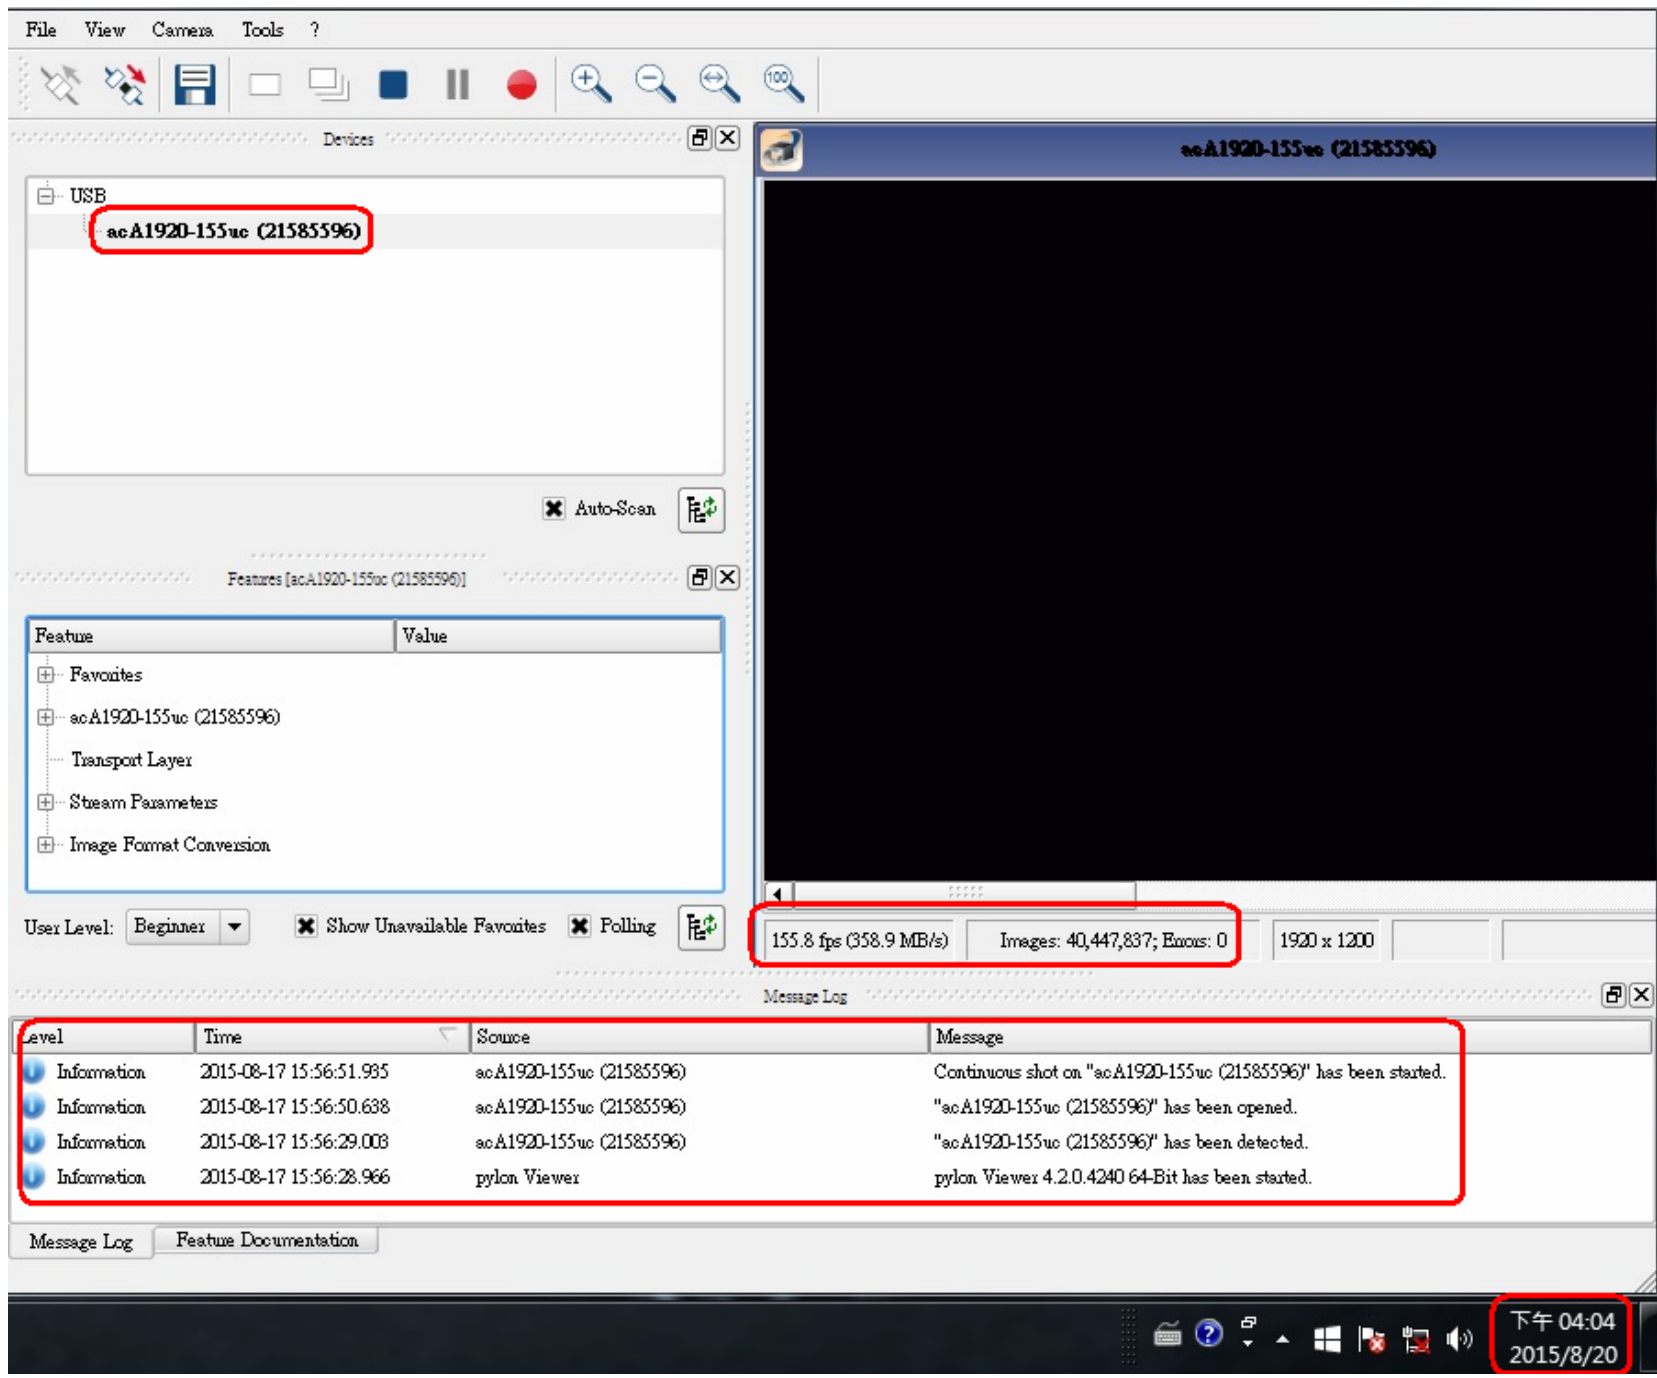 File View Camera Tools ?
100
Devices
acA1920-155uc (21585596)
USB
acA1920-155uc (21585596)
Auto-Scan
Features [acA1920-155uc (21585596)]
Feature Value
Favorites
acA1920-155uc (21585596)
Transport Layer
Stream Parameters
Image Format Conversion
User Level: Beginner Show Unavailable Favorites Polling
155.8 fps (358.9 MB/s) Images: 40,447,837; Errors: 0 1920 x 1200
Message Log
Level Time Source Message
Information 2015-08-17 15:56:51.935 acA1920-155uc (21585596) Continuous shot on "acA1920-155uc (21585596)" has been started.
Information 2015-08-17 15:56:50.638 acA1920-155uc (21585596) "acA1920-155uc (21585596)" has been opened.
Information 2015-08-17 15:56:29.003 acA1920-155uc (21585596) "acA1920-155uc (21585596)" has been detected.
Information 2015-08-17 15:56:28.966 pylon Viewer pylon Viewer 4.2.0.4240 64-Bit has been started.
Message Log Feature Documentation
下午 04:04
2015/8/20